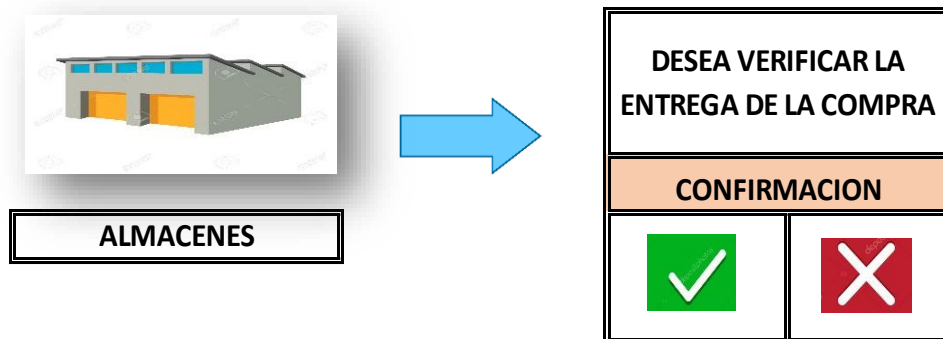 ALMACENES
DESEA VERIFICAR LA
ENTREGA DE LA COMPRA
CONFIRMACION